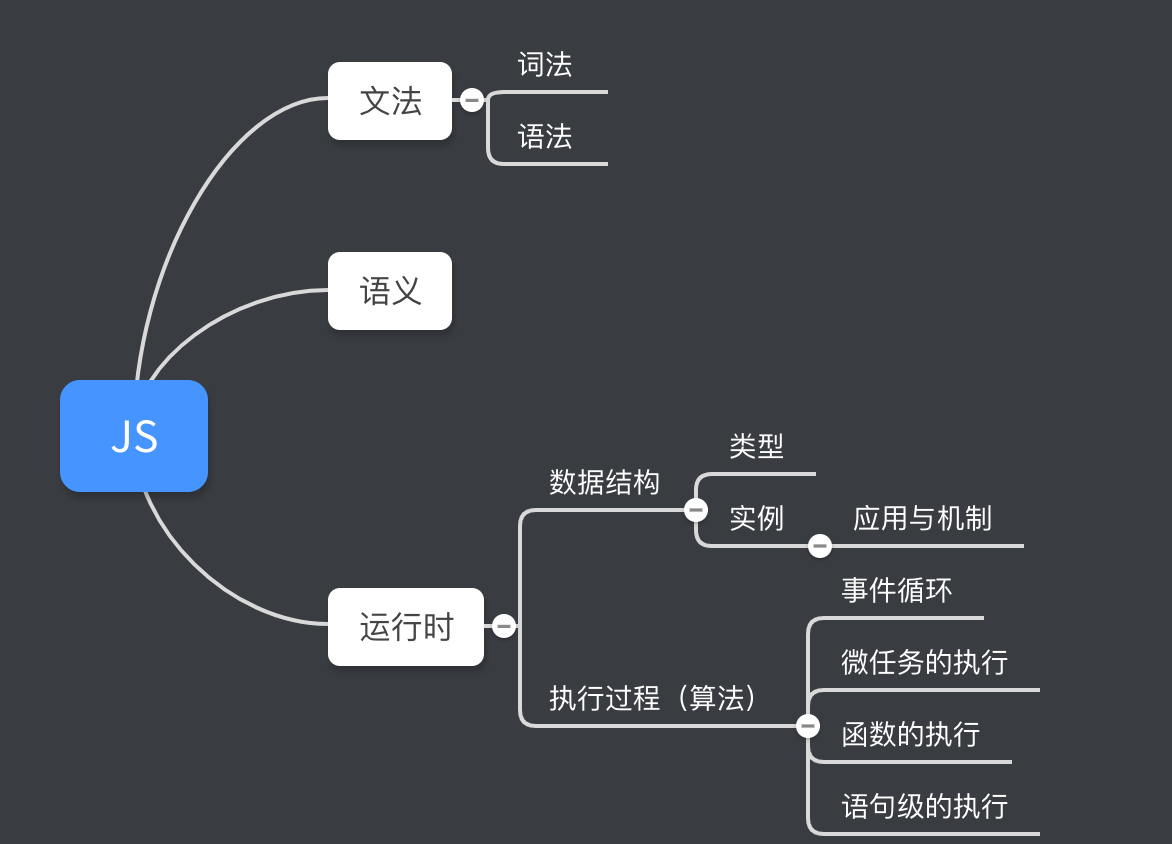 JS
文法
词法
语法
语义
运行时
数据结构
类型
实例
应用与机制
执行过程（算法）
事件循环
微任务的执行
函数的执行
语句级的执行